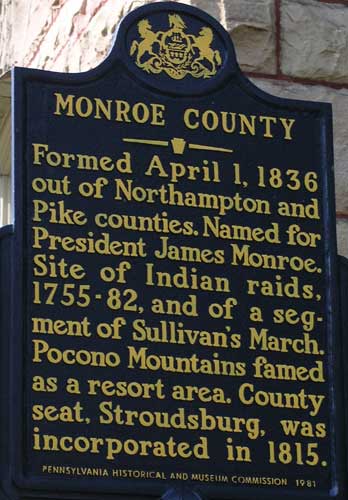 MONROE COUNTY
Formed April 1, 1836
out of Northampton and
Pike counties. Named for
President James Monroe.
Site of Indian raids,
1755-82, and of a seg-
ment of Sullivan's March.
Pocono Mountains famed
as a resort area. County
seat, Stroudsburg, was
incorporated in 1815.
PENNSYLVANIA HISTORICAL AND MUSEUM COMMISSION 1981